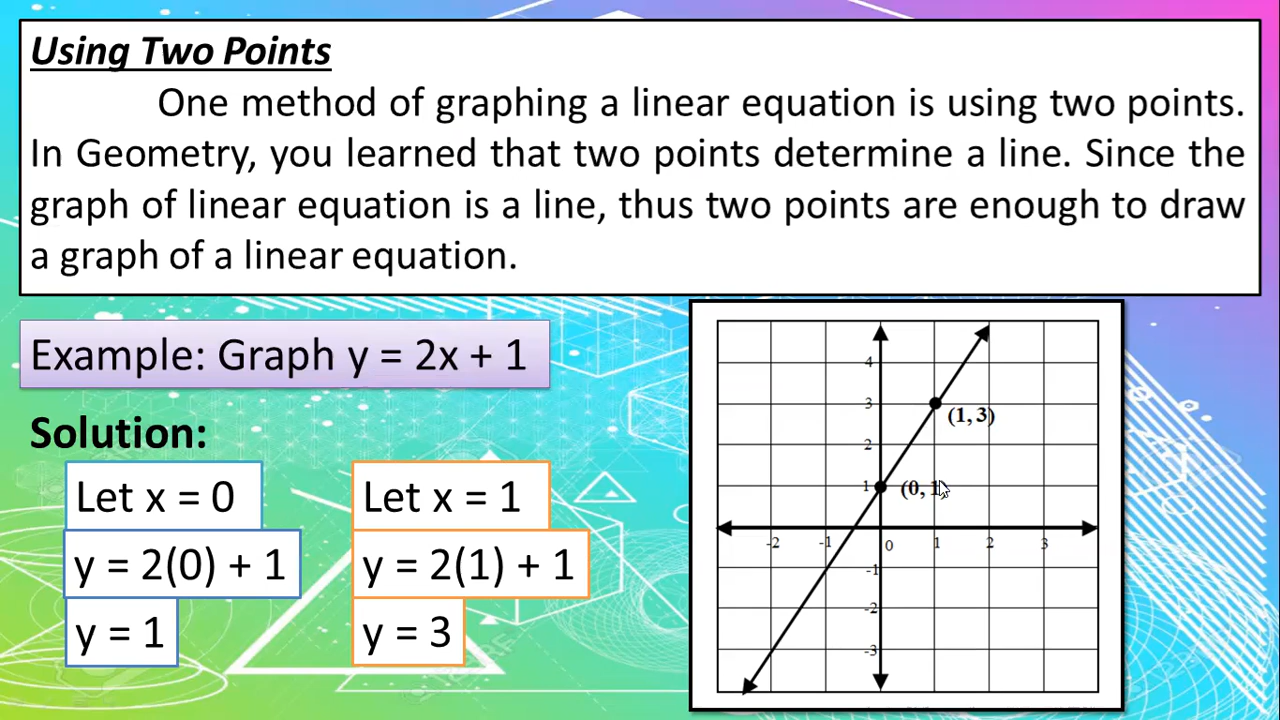 Using Two Points
One method of graphing a linear equation is using two points.
In Geometry, you learned that two points determine a line. Since the
graph of linear equation is a line, thus two points are enough to draw
a graph of a linear equation.
Example: Graph y = 2x + 1
Solution:
Let x = 0
y = 2(0) + 1
y = 1
Let x = 1
y = 2(1) + 1
y = 3
4
3
(1, 3)
2
1
(0, 1
-2 -1 0 1 2 3
-1
-2
-3